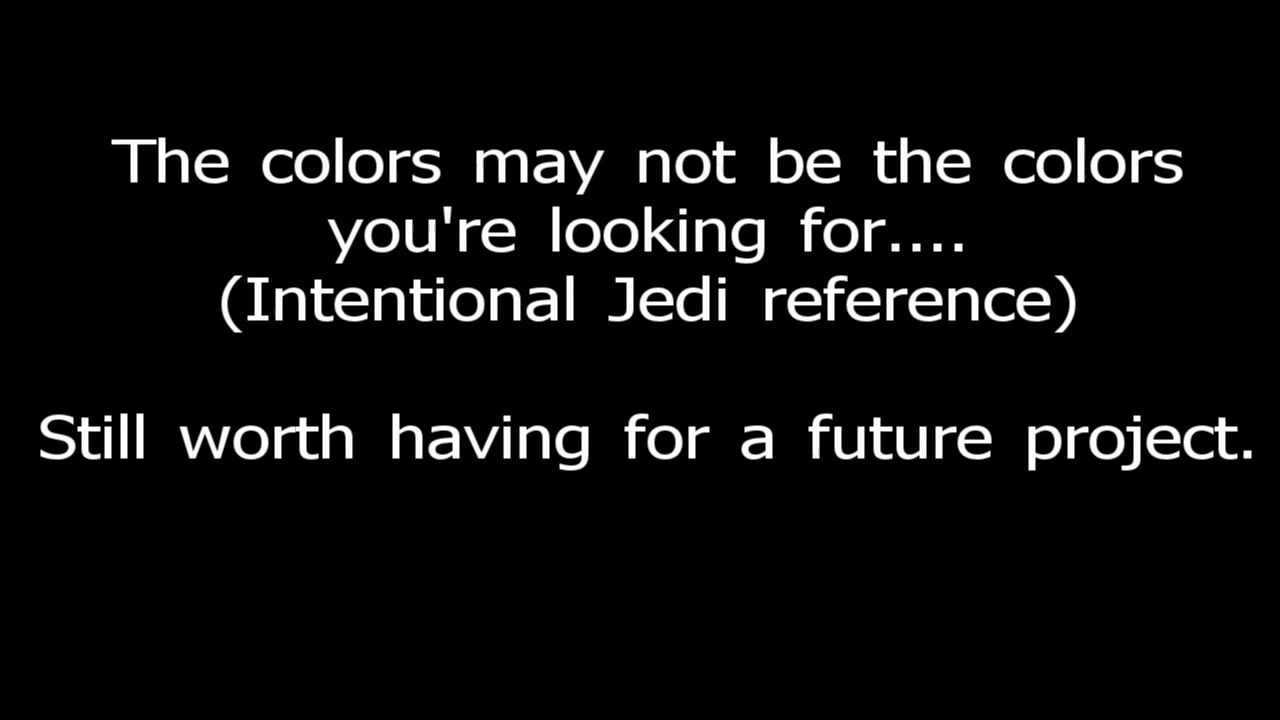 The colors may not be the colors
you're looking for....
(Intentional Jedi reference)
Still worth having for a future project.